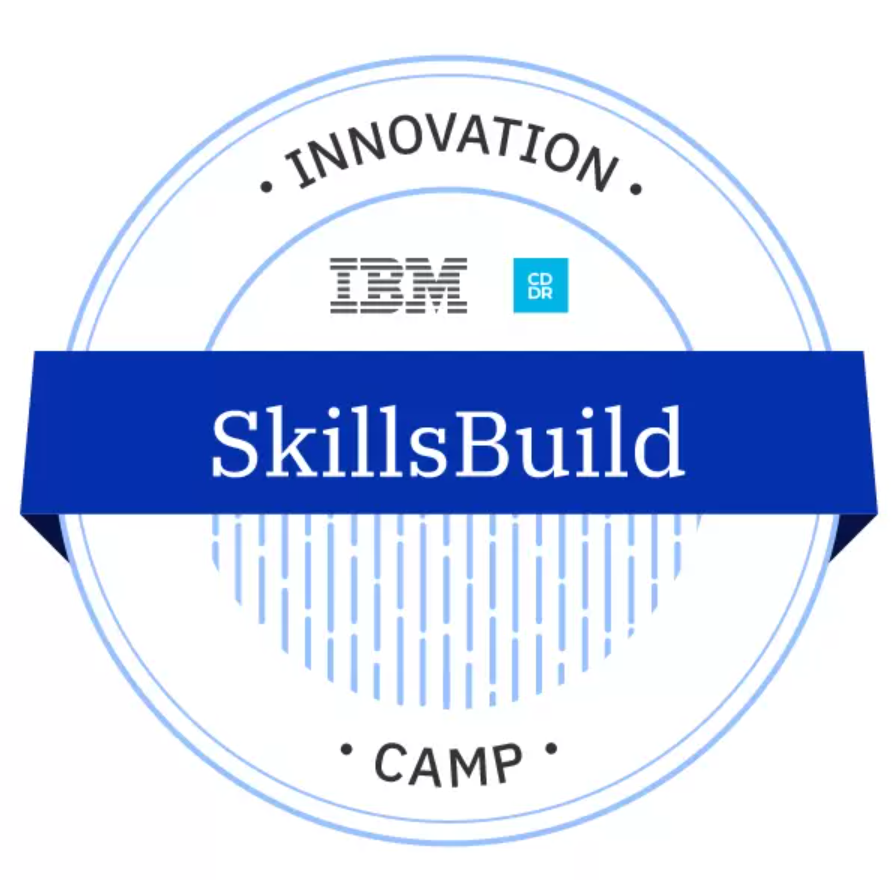 • INNOVATION •
IBM
CD
DR
SkillsBuild
• CAMP •